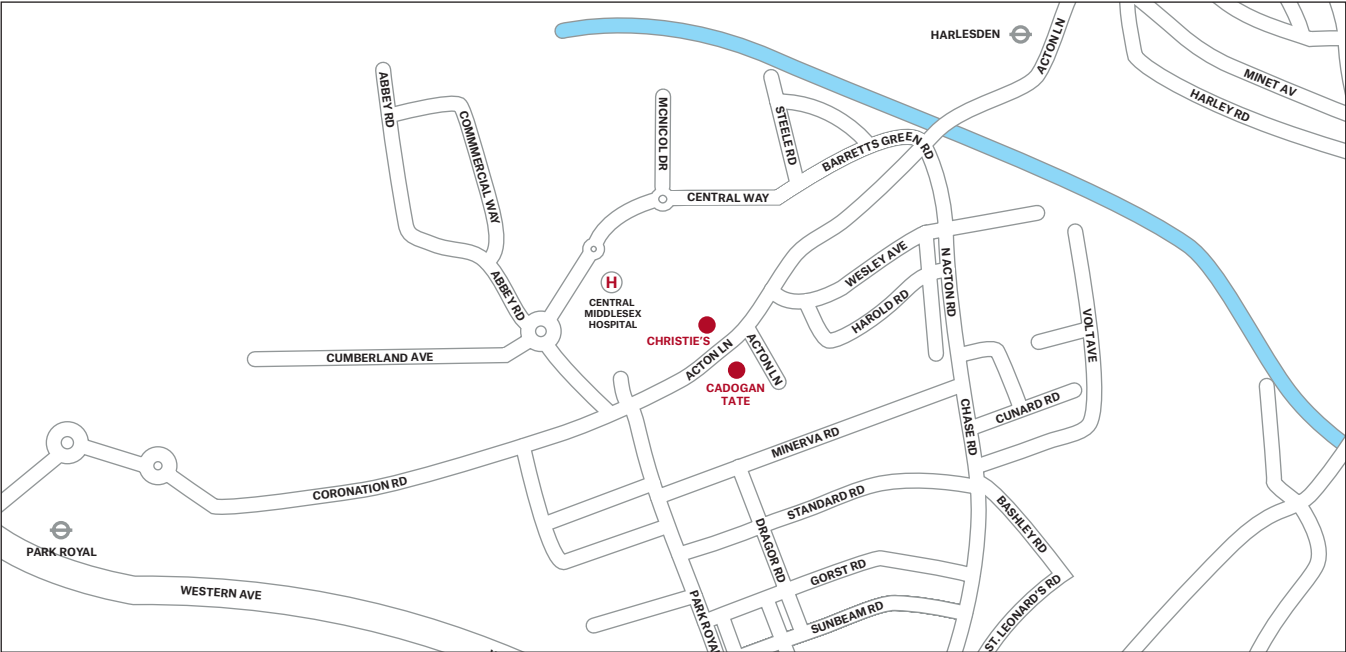 HARLESDEN
ACTON LN
MINET AV
HARLEY RD
ABBEY RD
COMMMERCIAL WAY
MCNICOL DR
STEELE RD
BARRETTS GREEN RD
CENTRAL WAY
WESLEY AVE
N ACTON RD
ABBEY RD
H
CENTRAL
MIDDLESEX
HOSPITAL
HAROLD RD
VOLT AVE
CHRISTIE'S
ACTON LN
ACTON LN
CUMBERLAND AVE
CADOGAN
TATE
CUNARD RD
CHASE RD
MINERVA RD
CORONATION RD
STANDARD RD
BASHLEY RD
DRAGOR RD
PARK ROYAL
GORST RD
WESTERN AVE
SUNBEAM RD
ST. LEONARD'S RD
PARK ROYAL